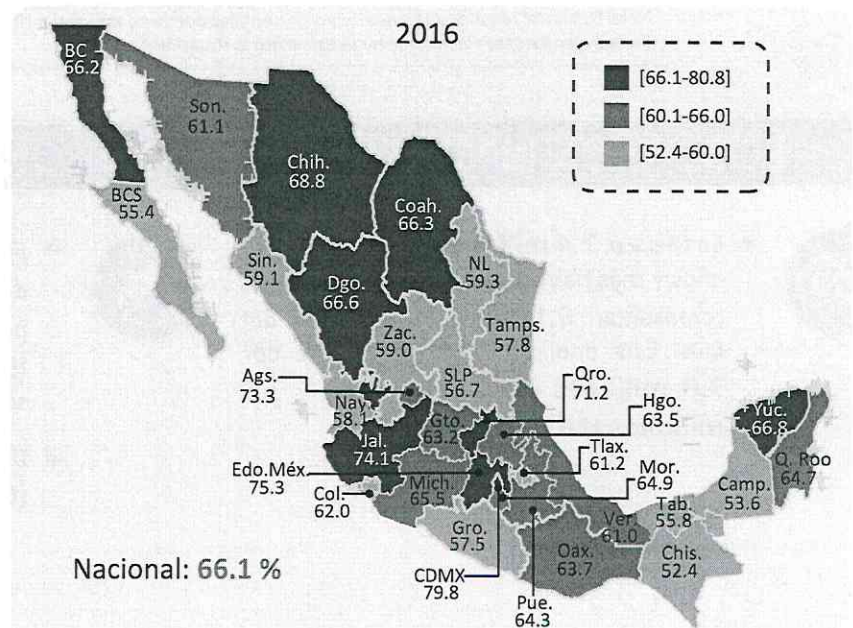 2016
[66.1-80.8]
[60.1-66.0]
[52.4-60.0]
BC
66.2
Son.
61.1
Chih.
68.8
Coah.
66.3
BCS
55.4
Sin.
59.1
Dgo.
66.6
NL
59.3
Zac.
59.0
Tamps.
57.8
SLP
56.7
Ags.
73.3
Nay.
58.1
Qro.
71.2
Hgo.
63.5
Gto.
63.2
Jal.
74.1
Tlax.
61.2
Yuc.
66.8
Edo.Méx.
75.3
Mich.
65.5
Mor.
64.9
Q. Roo
64.7
Camp.
53.6
Col.
62.0
Gro.
57.5
Ver.
61.0
Tab.
55.8
Oax.
63.7
Chis.
52.4
CDMX
79.8
Pue.
64.3
Nacional: 66.1 %